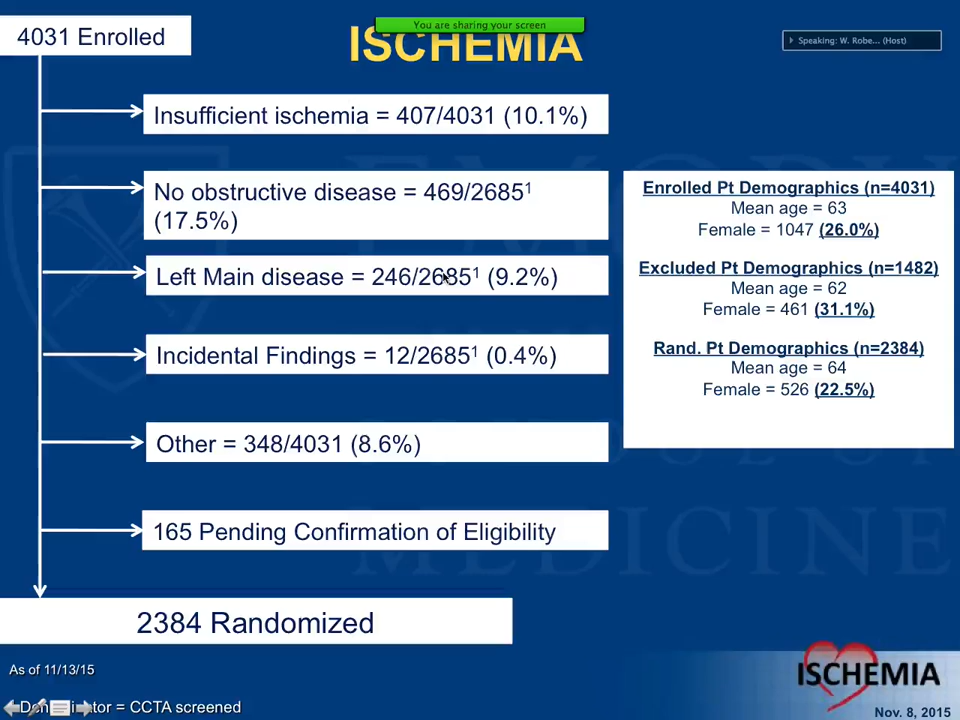 4031 Enrolled
You are sharing your screen
ISCHEMIA
Speaking: W. Robe... (Host)
Insufficient ischemia = 407/4031 (10.1%)
No obstructive disease = 469/2685¹
(17.5%)
Left Main disease = 246/2685¹ (9.2%)
Incidental Findings = 12/2685¹ (0.4%)
Other = 348/4031 (8.6%)
165 Pending Confirmation of Eligibility
2384 Randomized
Enrolled Pt Demographics (n=4031)
Mean age = 63
Female = 1047 (26.0%)
Excluded Pt Demographics (n=1482)
Mean age = 62
Female = 461 (31.1%)
Rand. Pt Demographics (n=2384)
Mean age = 64
Female = 526 (22.5%)
MEDICINE
As of 11/13/15
= CCTA screened
ISCHEMIA
Nov. 8, 2015